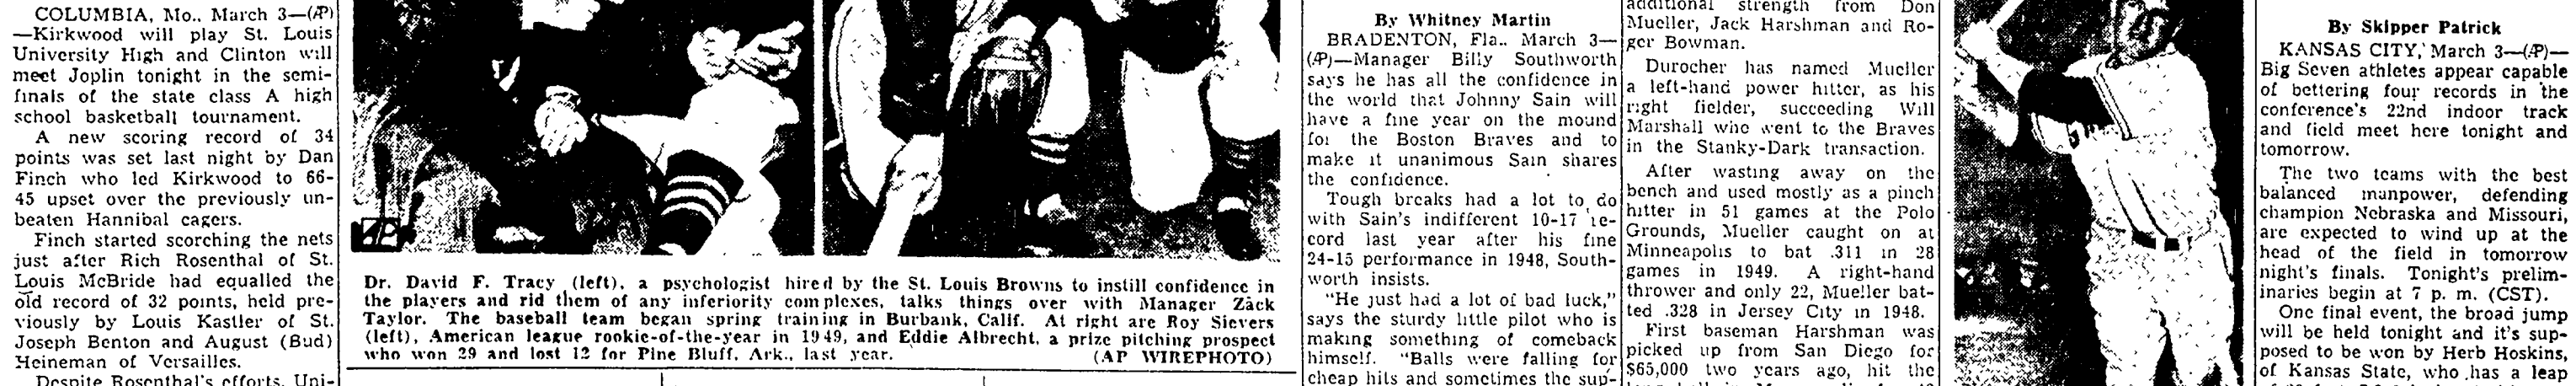 COLUMBIA, Mo., March 3—(AP)
—Kirkwood will play St. Louis
University High and Clinton will
meet Joplin tonight in the semi-
finals of the state class A high
school basketball tournament.
A new scoring record of 34
points was set last night by Dan
Finch who led Kirkwood to 66-
45 upset over the previously un-
beaten Hannibal cagers.
Finch started scorching the nets
just after Rich Rosenthal of St.
Louis McBride had equalled the
old record of 32 points, held pre-
viously by Louis Kastler of St.
Joseph Benton and August (Bud)
Heineman of Versailles.
Despite Rosenthal's efforts, Uni-
AP
Dr. David F. Tracy (left), a psychologist hired by the St. Louis Browns to instill confidence in
the players and rid them of any inferiority complexes, talks things over with Manager Zack
Taylor. The baseball team began spring training in Burbank, Calif. At right are Roy Sievers
(left), American league rookie-of-the-year in 1949, and Eddie Albrecht, a prize pitching prospect
who won 29 and lost 12 for Pine Bluff, Ark., last year. (AP WIREPHOTO)
By Whitney Martin
BRADENTON, Fla., March 3—
(AP)—Manager Billy Southworth
says he has all the confidence in
the world that Johnny Sain will
have a fine year on the mound
for the Boston Braves and to
make it unanimous Sain shares
the confidence.
Tough breaks had a lot to do
with Sain's indifferent 10-17 re-
cord last year after his fine
24-15 performance in 1948, South-
worth insists.
"He just had a lot of bad luck,"
says the sturdy little pilot who is
making something of comeback
himself. "Balls were falling for
cheap hits and sometimes the sup-
additional strength from Don
Mueller, Jack Harshman and Ro-
ger Bowman.
Durocher has named Mueller
a left-hand power hitter, as his
right fielder, succeeding Will
Marshall who went to the Braves
in the Stanky-Dark transaction.
After wasting away on the
bench and used mostly as a pinch
hitter in 51 games at the Polo
Grounds, Mueller caught on at
Minneapolis to bat .311 in 28
games in 1949. A right-hand
thrower and only 22, Mueller bat-
ted .328 in Jersey City in 1948.
First baseman Harshman was
picked up from San Diego for
$65,000 two years ago, hit the
By Skipper Patrick
KANSAS CITY, March 3—(AP)—
Big Seven athletes appear capable
of bettering four records in the
conference's 22nd indoor track
and field meet here tonight and
tomorrow.
The two teams with the best
balanced manpower, defending
champion Nebraska and Missouri,
are expected to wind up at the
head of the field in tomorrow
night's finals. Tonight's prelim-
inaries begin at 7 p. m. (CST).
One final event, the broad jump
will be held tonight and it's sup-
posed to be won by Herb Hoskins,
of Kansas State, who has a leap